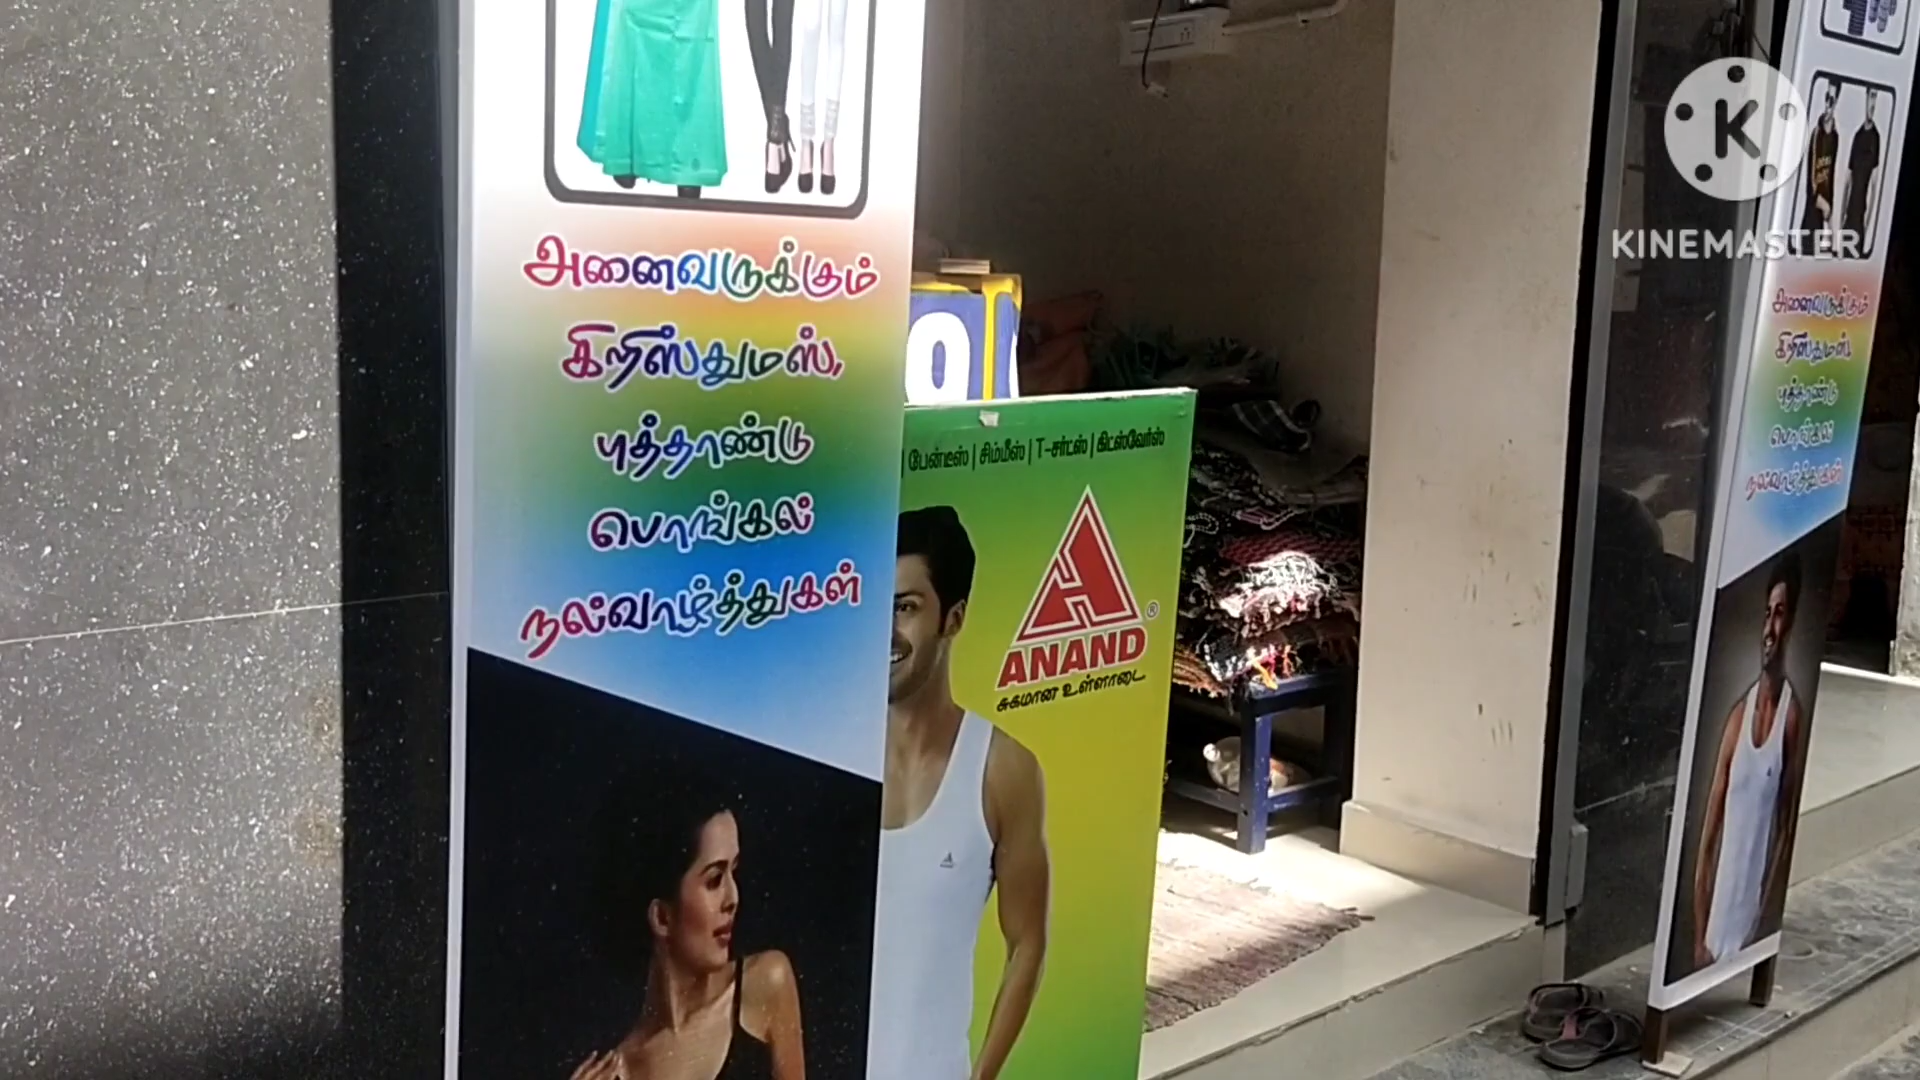 அனைவருக்கும்
கிறிஸ்துமஸ்,
புத்தாண்டு
பொங்கல்
நல்வாழ்த்துகள்
| பேன்டீஸ் | சிம்மீஸ் | T-சர்ட்ஸ் | கிட்ஸ்வேர்ஸ்
ANAND ®
சுகமான உள்ளாடை
K
KINEMASTER
அனைவருக்கும்
கிறிஸ்துமஸ்,
புத்தாண்டு
பொங்கல்
நல்வாழ்த்துகள்